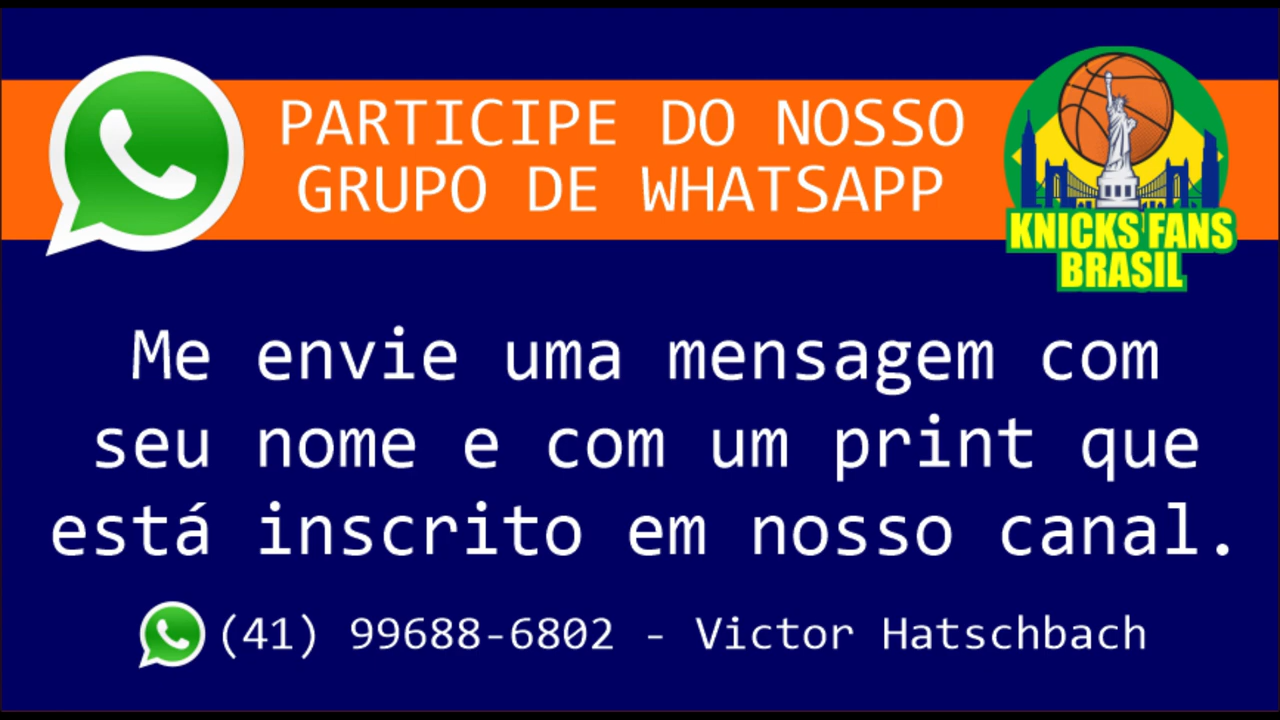 PARTICIPE DO NOSSO
GRUPO DE WHATSAPP
KNICKS FANS
BRASIL
Me envie uma mensagem com
seu nome e com um print que
está inscrito em nosso canal.
(41) 99688-6802 - Victor Hatschbach